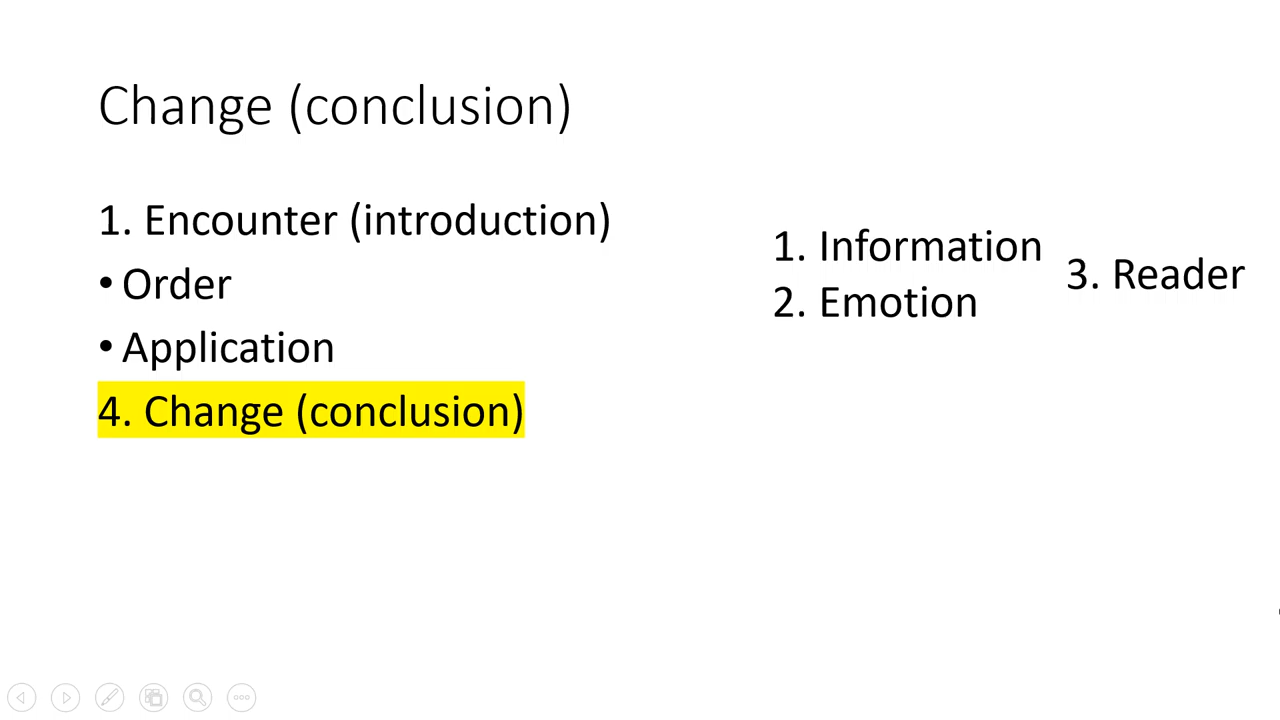 Change (conclusion)
1. Encounter (introduction)
• Order
• Application
4. Change (conclusion)
1. Information
2. Emotion
3. Reader